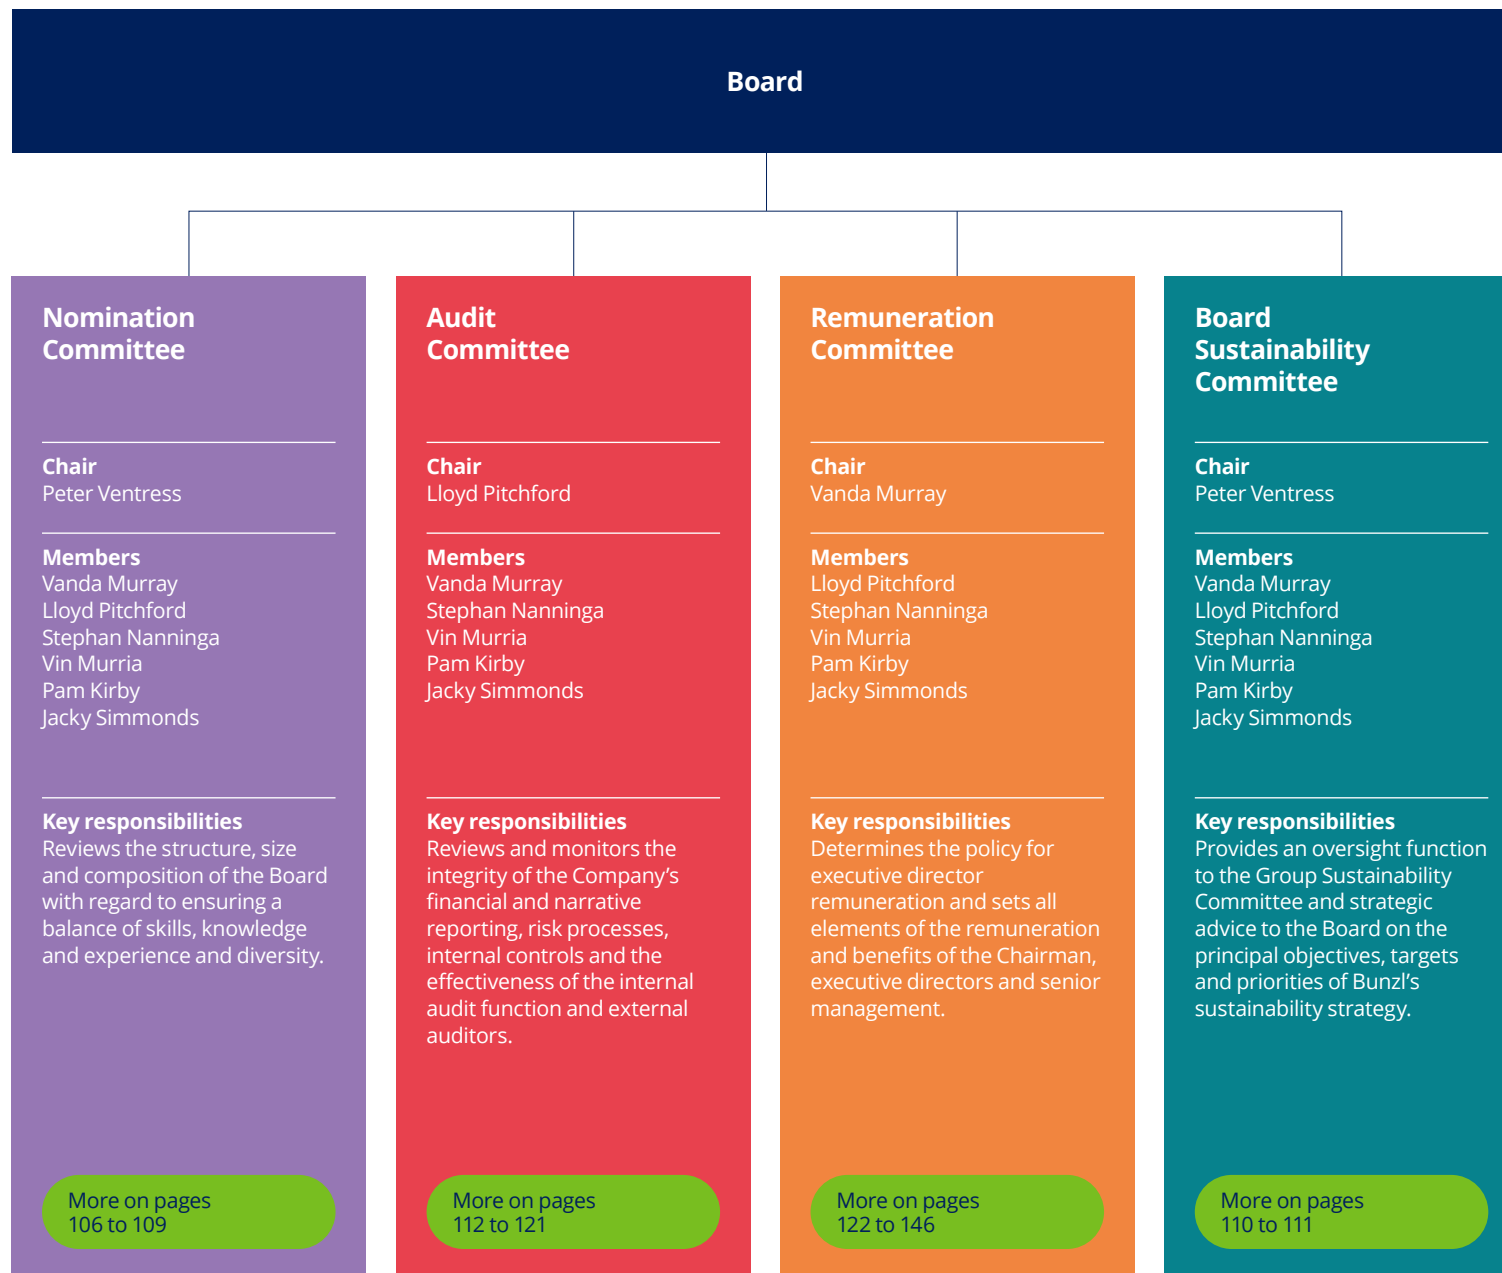 Board
Nomination
Committee
Chair
Peter Ventress
Members
Vanda Murray
Lloyd Pitchford
Stephan Nanninga
Vin Murria
Pam Kirby
Jacky Simmonds
Key responsibilities
Reviews the structure, size
and composition of the Board
with regard to ensuring a
balance of skills, knowledge
and experience and diversity.
More on pages
106 to 109
Audit
Committee
Chair
Lloyd Pitchford
Members
Vanda Murray
Stephan Nanninga
Vin Murria
Pam Kirby
Jacky Simmonds
Key responsibilities
Reviews and monitors the
integrity of the Company’s
financial and narrative
reporting, risk processes,
internal controls and the
effectiveness of the internal
audit function and external
auditors.
More on pages
112 to 121
Remuneration
Committee
Chair
Vanda Murray
Members
Lloyd Pitchford
Stephan Nanninga
Vin Murria
Pam Kirby
Jacky Simmonds
Key responsibilities
Determines the policy for
executive director
remuneration and sets all
elements of the remuneration
and benefits of the Chairman,
executive directors and senior
management.
More on pages
122 to 146
Board
Sustainability
Committee
Chair
Peter Ventress
Members
Vanda Murray
Lloyd Pitchford
Stephan Nanninga
Vin Murria
Pam Kirby
Jacky Simmonds
Key responsibilities
Provides an oversight function
to the Group Sustainability
Committee and strategic
advice to the Board on the
principal objectives, targets
and priorities of Bunzl’s
sustainability strategy.
More on pages
110 to 111